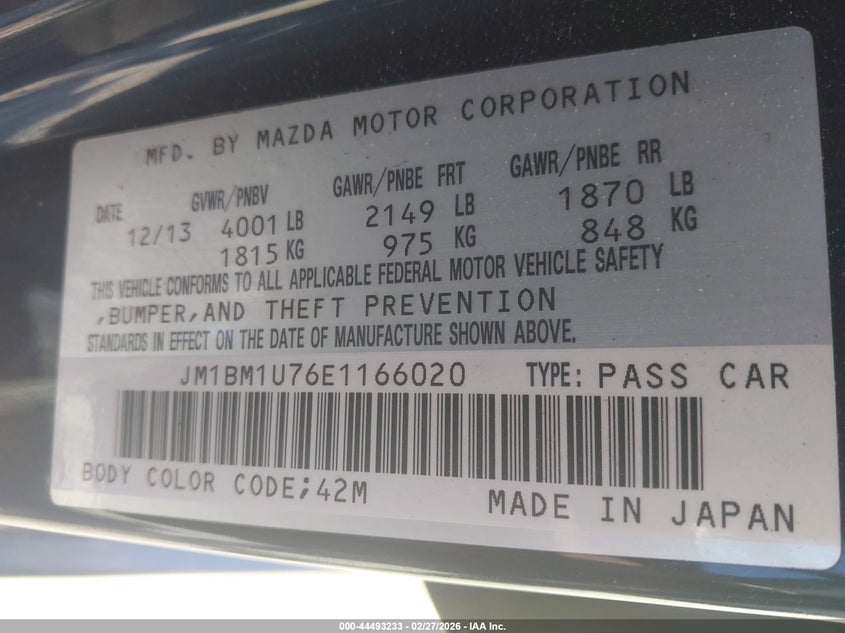 MFD. BY MAZDA MOTOR CORPORATION
DATE GVWR/PNBV GAWR/PNBE FRT GAWR/PNBE RR
12/13 4001 LB 2149 LB 1870 LB
1815 KG 975 KG 848 KG
THIS VEHICLE CONFORMS TO ALL APPLICABLE FEDERAL MOTOR VEHICLE SAFETY
,BUMPER,AND THEFT PREVENTION
STANDARDS IN EFFECT ON THE DATE OF MANUFACTURE SHOWN ABOVE.
JM1BM1U76E1166020 TYPE: PASS CAR
BODY COLOR CODE;42M MADE IN JAPAN
000-44493233 - 02/27/2026 - IAA Inc.